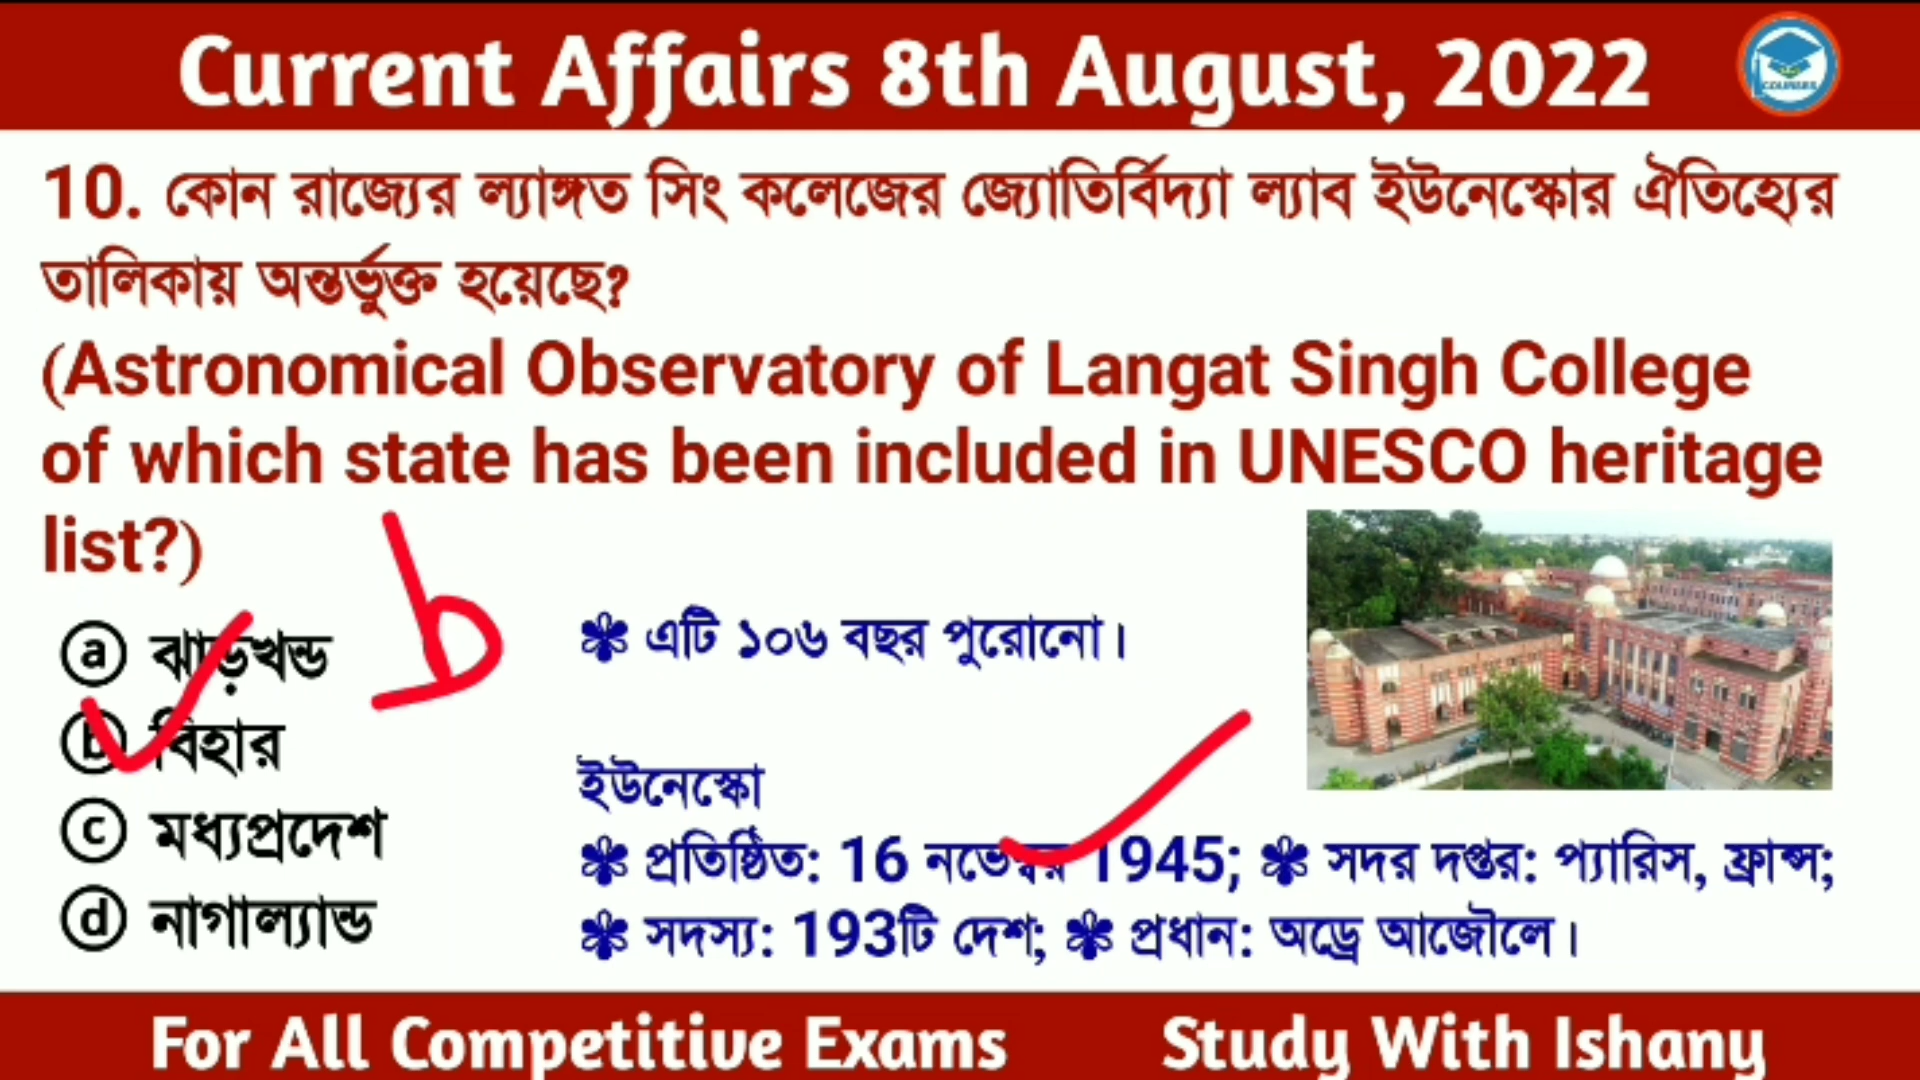 Current Affairs 8th August, 2022
COURSES
10. কোন রাজ্যের ল্যাঙ্গত সিং কলেজের জ্যোতির্বিদ্যা ল্যাব ইউনেস্কোর ঐতিহ্যের
তালিকায় অন্তর্ভুক্ত হয়েছে?
(Astronomical Observatory of Langat Singh College
of which state has been included in UNESCO heritage
list?)
b
ⓐ ঝাড়খন্ড
ⓑ বিহার
ⓒ মধ্যপ্রদেশ
ⓓ নাগাল্যান্ড
✽ এটি ১০৬ বছর পুরোনো।
ইউনেস্কো
✽ প্রতিষ্ঠিত: 16 নভেম্বর 1945; ✽ সদর দপ্তর: প্যারিস, ফ্রান্স;
✽ সদস্য: 193টি দেশ; ✽ প্রধান: অড্রে আজৌলে।
For All Competitive Exams Study With Ishany